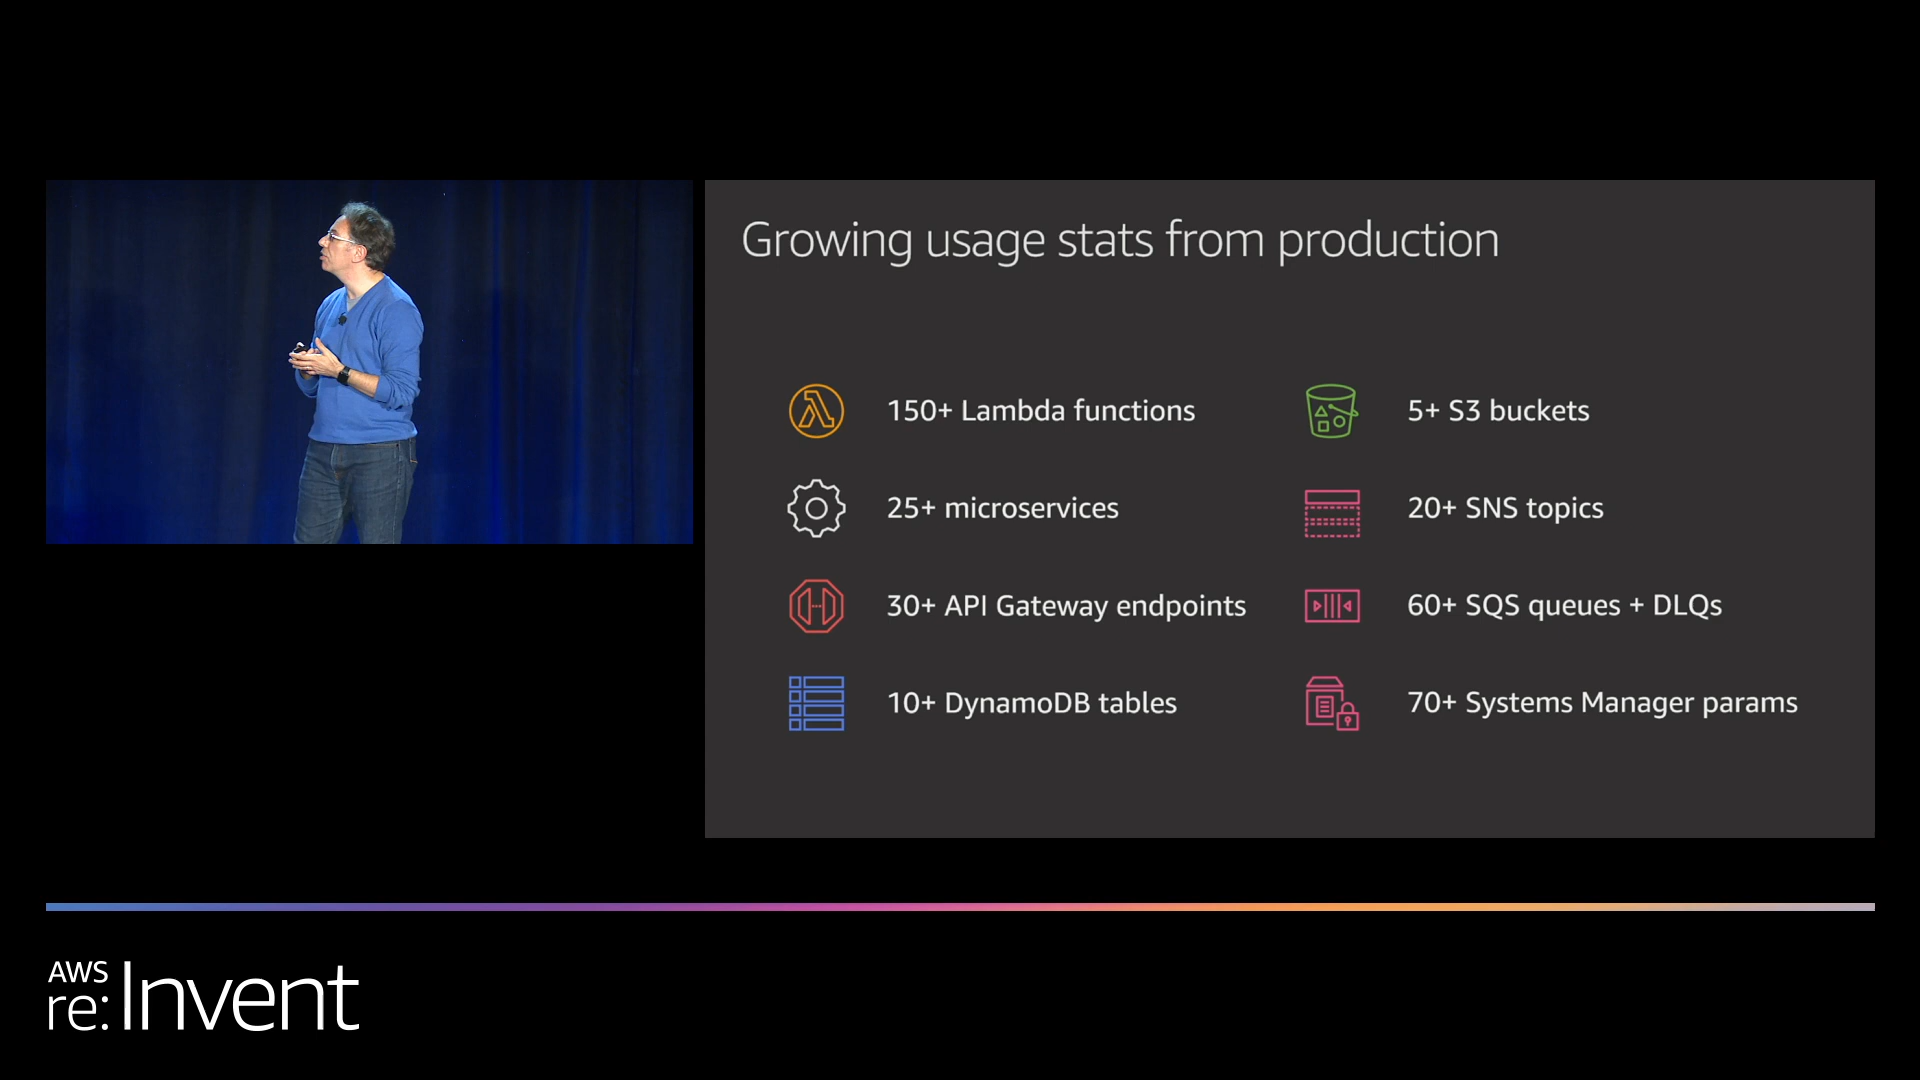 Growing usage stats from production
150+ Lambda functions
5+ S3 buckets
25+ microservices
20+ SNS topics
30+ API Gateway endpoints
60+ SQS queues + DLQs
10+ DynamoDB tables
70+ Systems Manager params
AWS
re:Invent